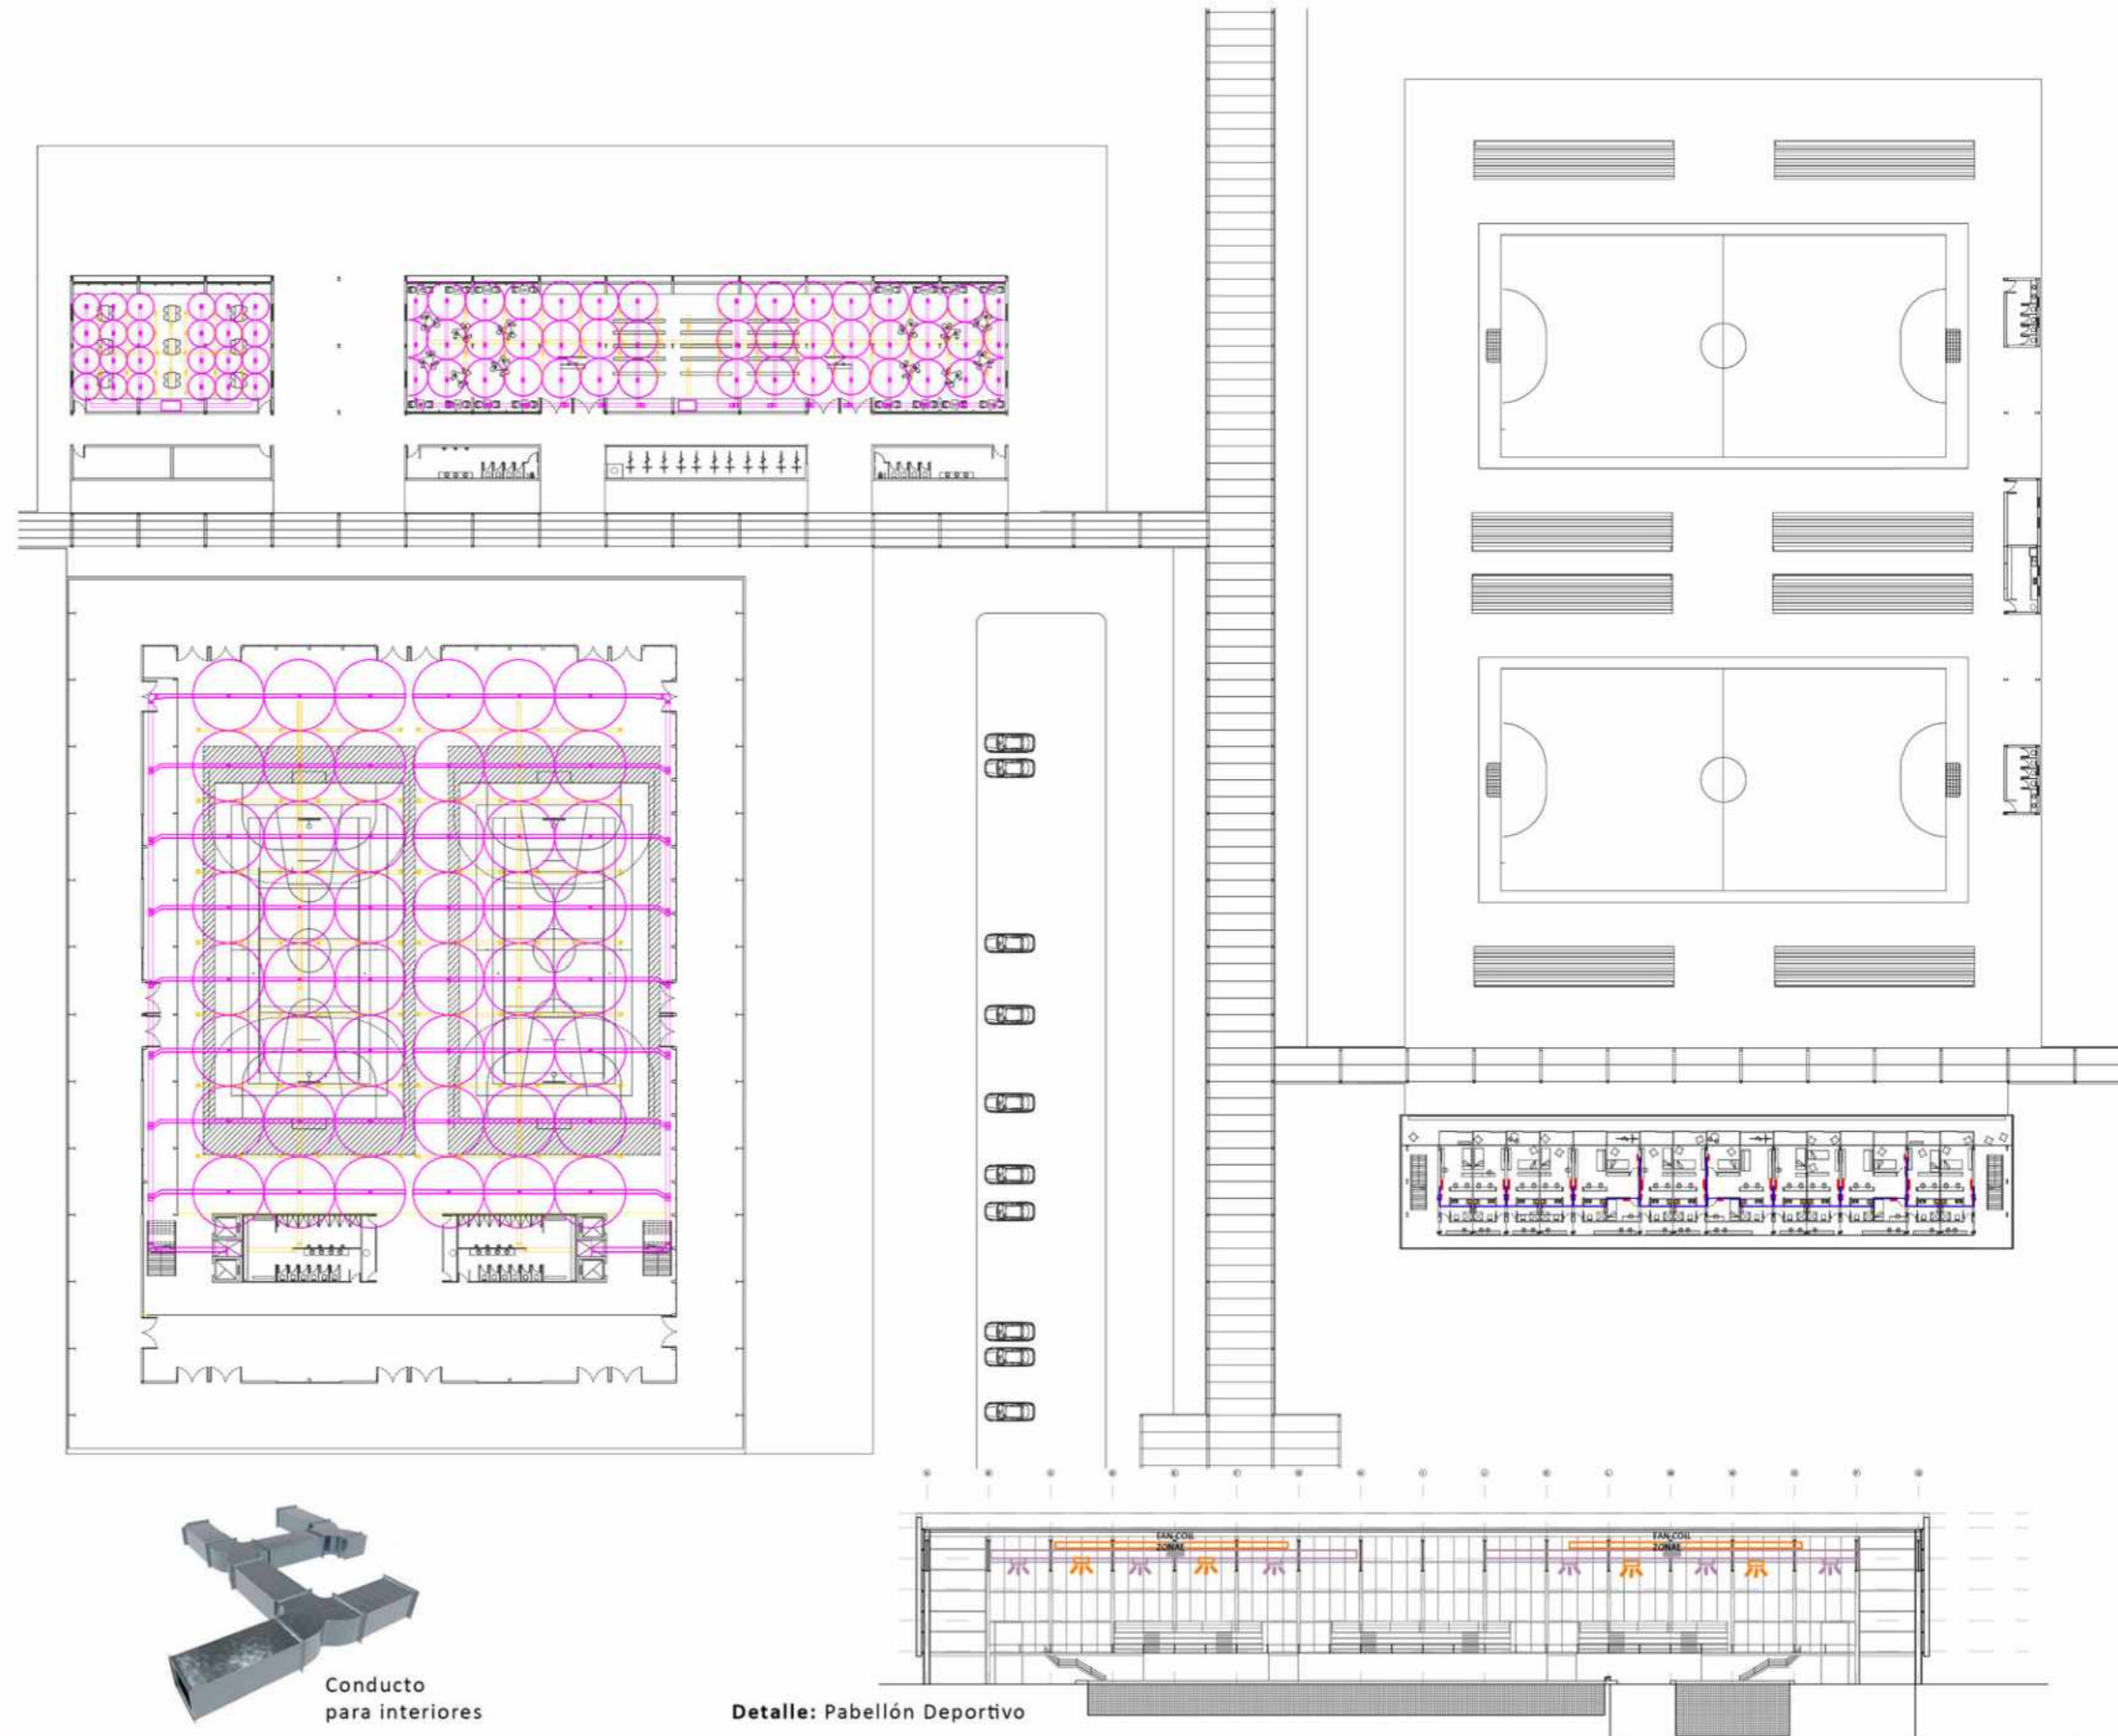 FAN-COIL
ZONAL
FAN-COIL
ZONAL
Conducto
para interiores
Detalle: Pabellón Deportivo